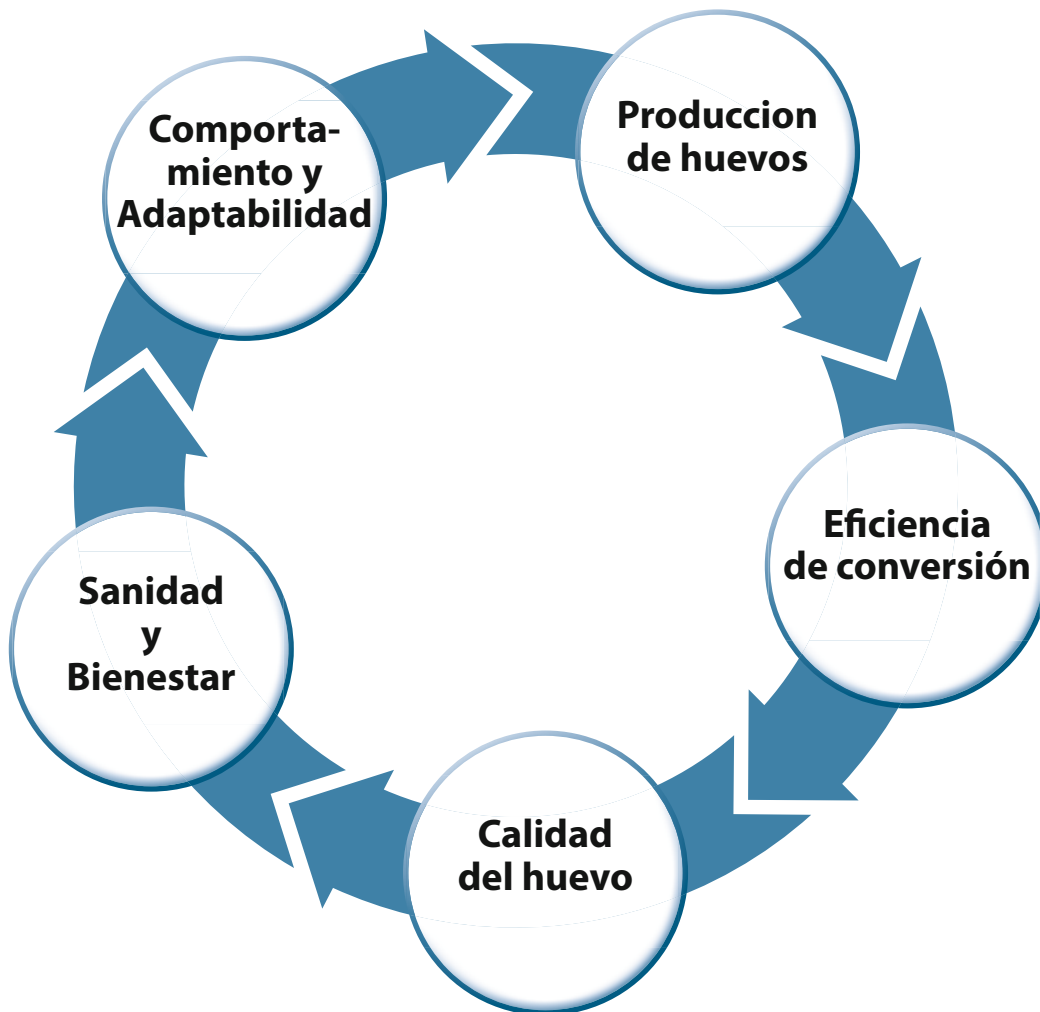 Comporta-
miento y
Adaptabilidad
Produccion
de huevos
Eficiencia
de conversión
Calidad
del huevo
Sanidad
y
Bienestar